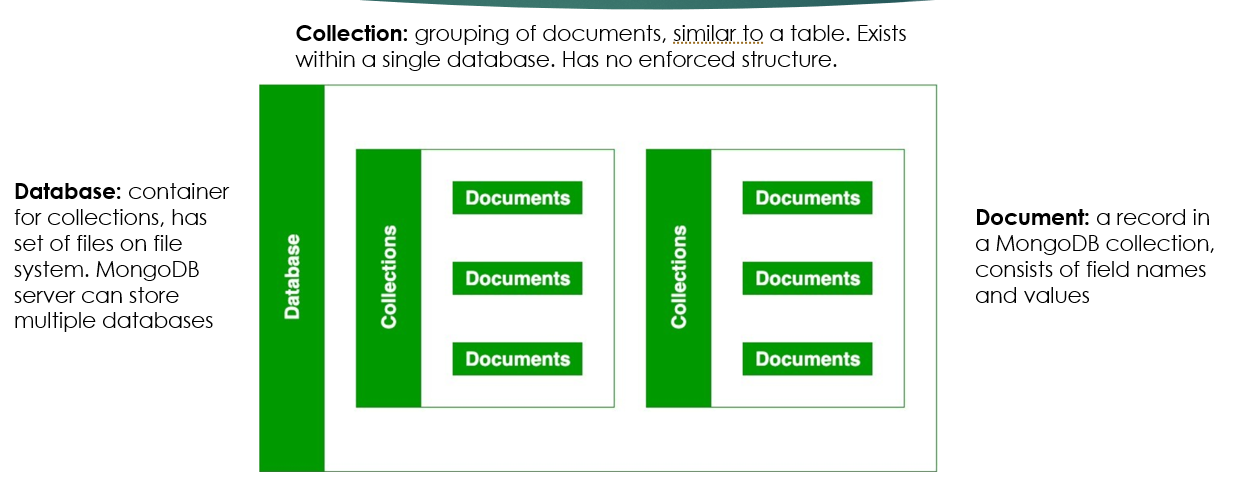 Collection: grouping of documents, similar to a table. Exists
within a single database. Has no enforced structure.
Database: container
for collections, has
set of files on file
system. MongoDB
server can store
multiple databases
Database
Collections
Documents
Documents
Documents
Collections
Documents
Documents
Documents
Document: a record in
a MongoDB collection,
consists of field names
and values